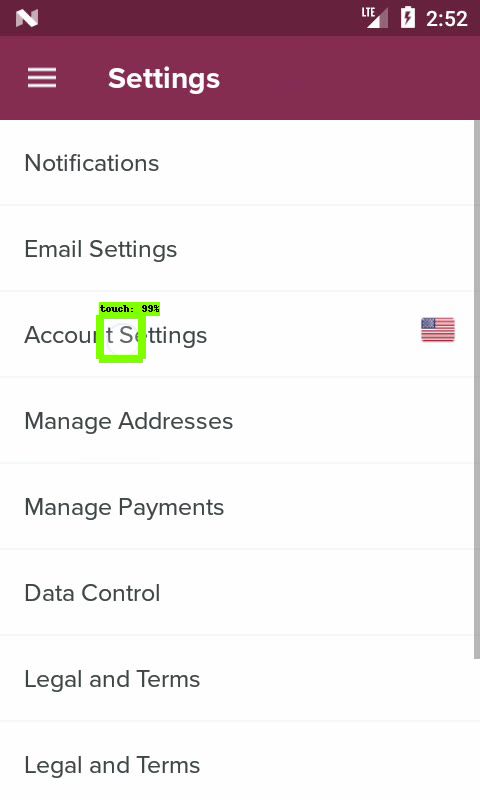 LTE 2:52
Settings
Notifications
Email Settings
touch: 99%
Account Settings
Manage Addresses
Manage Payments
Data Control
Legal and Terms
Legal and Terms